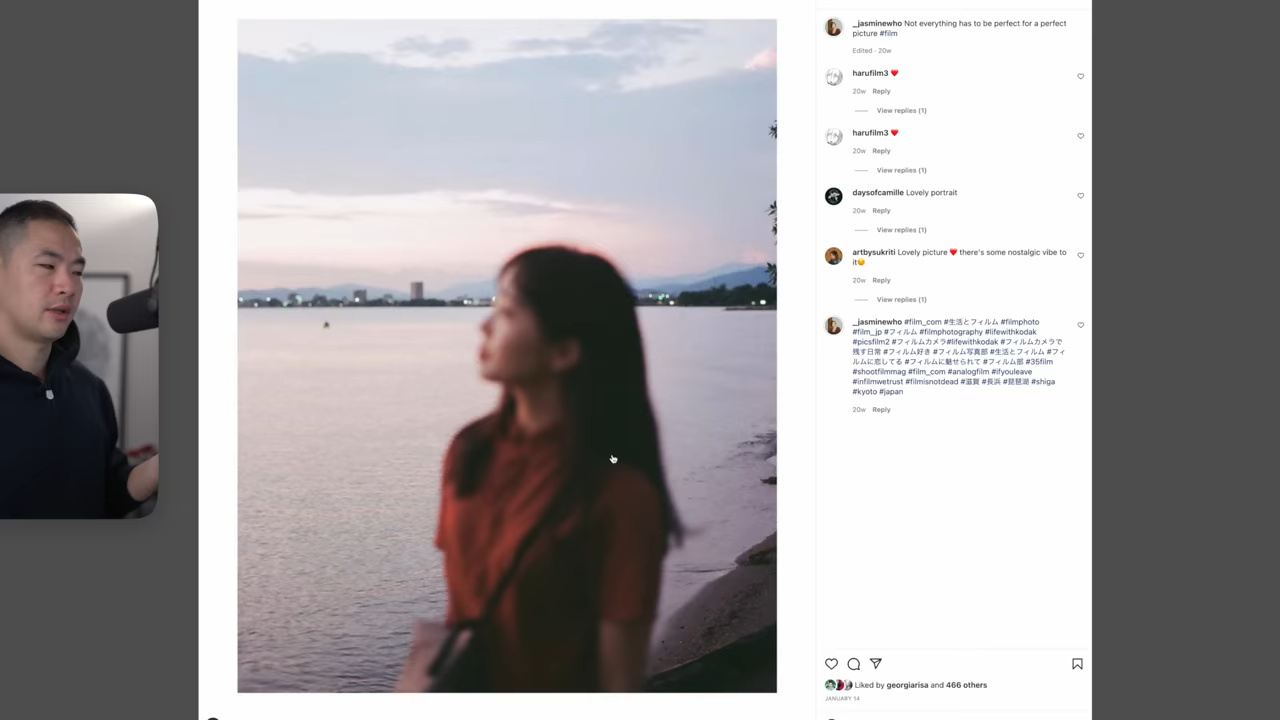 _jasminewho Not everything has to be perfect for a perfect
picture #film
Edited · 20w
harufilm3 ❤️
20w Reply
View replies (1)
harufilm3 ❤️
20w Reply
View replies (1)
daysofcamille Lovely portrait
20w Reply
View replies (1)
artbysukriti Lovely picture ❤️ there's some nostalgic vibe to
it😊
20w Reply
View replies (1)
_jasminewho #film_com #生活とフィルム #filmphoto
#film_jp #フィルム #filmphotography #lifewithkodak
#picsfilm2 #フィルムカメラ#lifewithkodak #フィルムカメラで
残す日常 #フィルム好き #フィルム写真部 #生活とフィルム #フィ
ルムに恋してる #フィルムに魅せられて #フィルム部 #35film
#shootfilmmag #film_com #analogfilm #ifyouleave
#infilmwetrust #filmisnotdead #滋賀 #長浜 #琵琶湖 #shiga
#kyoto #japan
20w Reply
Liked by georgiarisa and 466 others
JANUARY 14